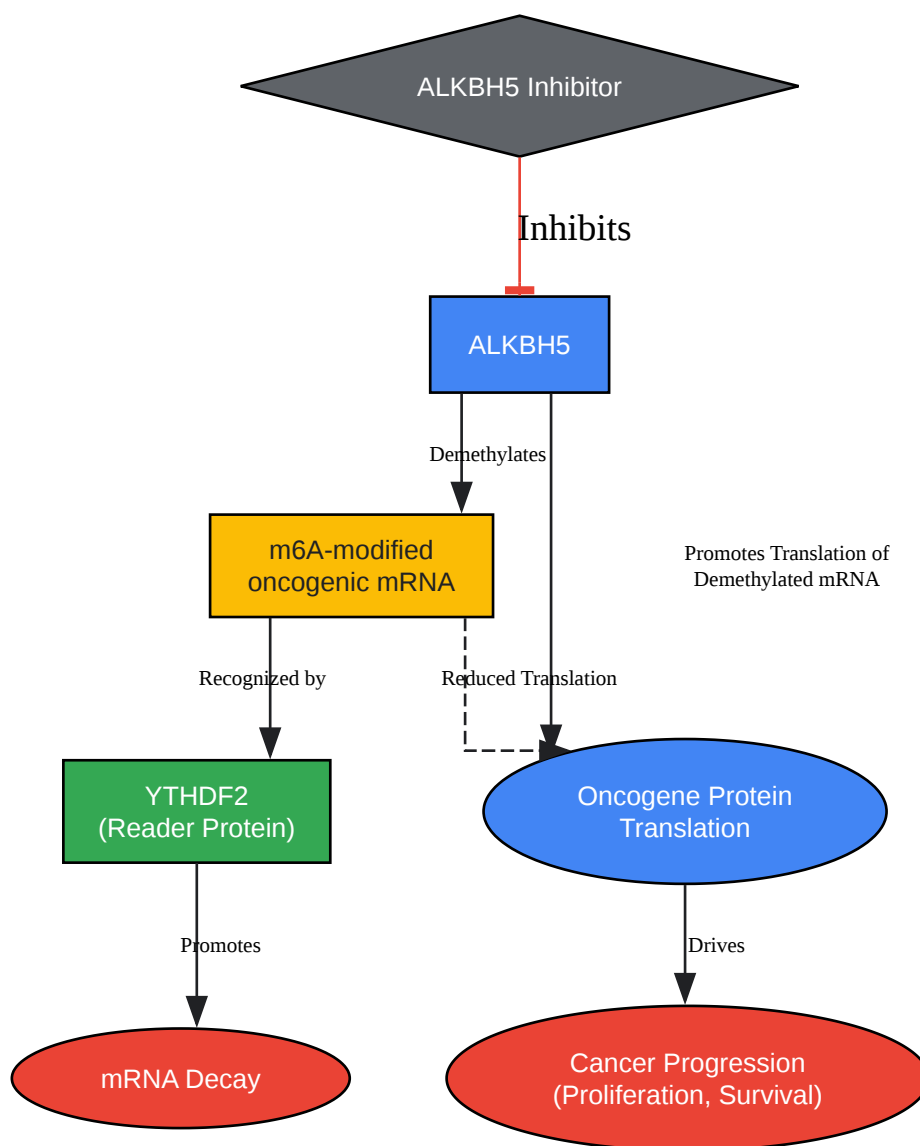 ALKBH5 Inhibitor
Inhibits
ALKBH5
Demethylates
m6A-modified
oncogenic mRNA
Promotes Translation of
Demethylated mRNA
Recognized by
Reduced Translation
YTHDF2
(Reader Protein)
Oncogene Protein
Translation
Promotes
Drives
mRNA Decay
Cancer Progression
(Proliferation, Survival)